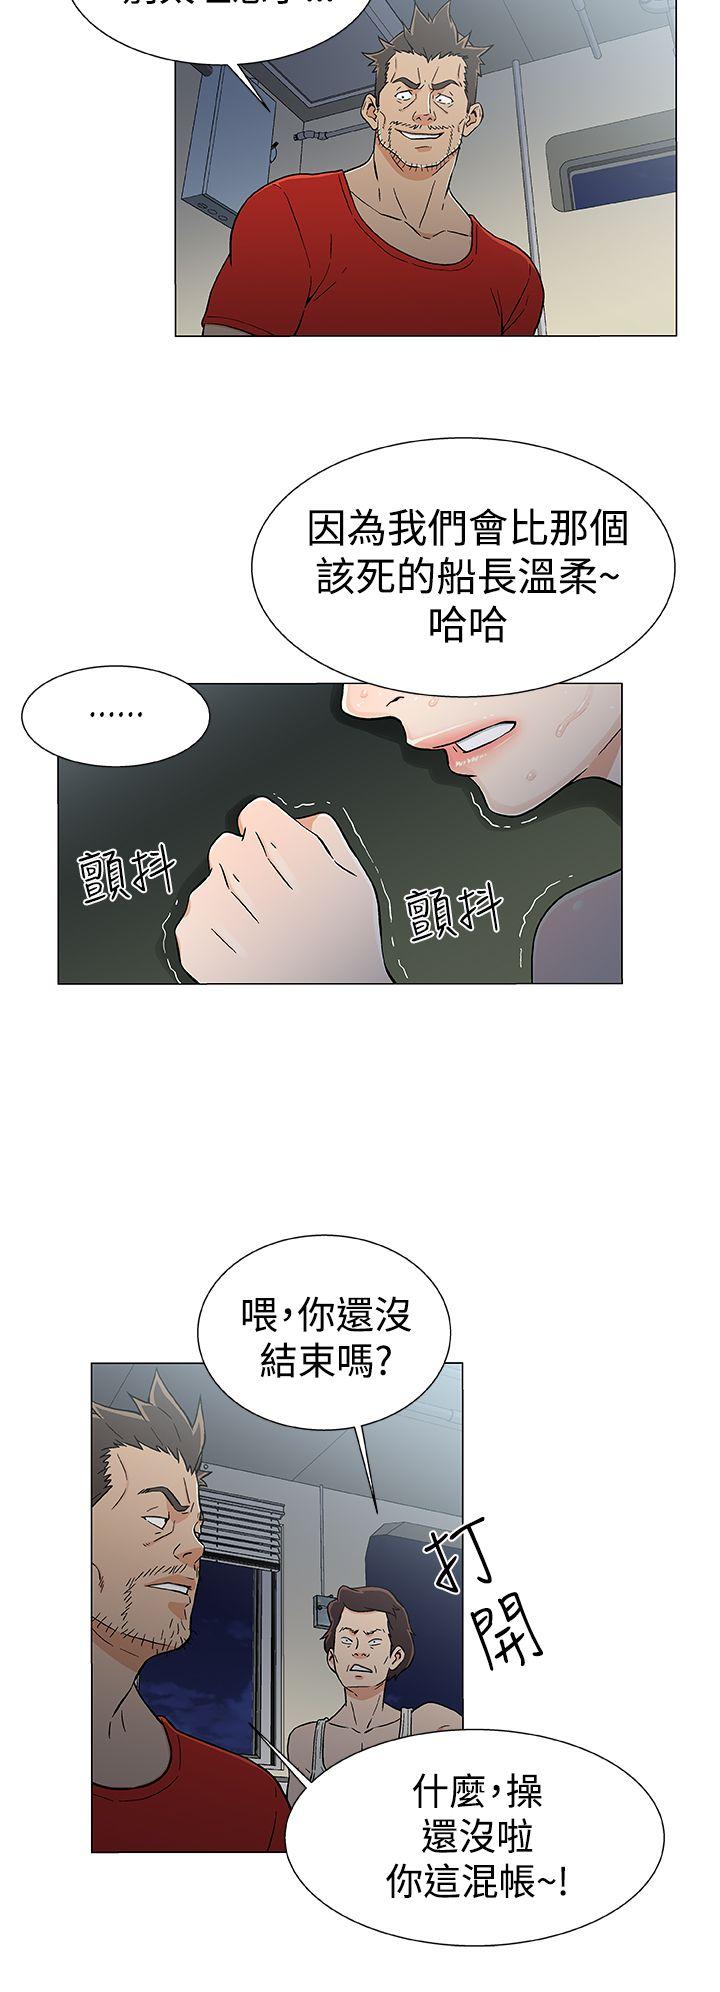 因為我們會比那個
該死的船長溫柔~
哈哈
……
顫抖
顫抖
喂，你還沒
結束嗎?
打開
什麼，操
還沒啦
你這混帳~!